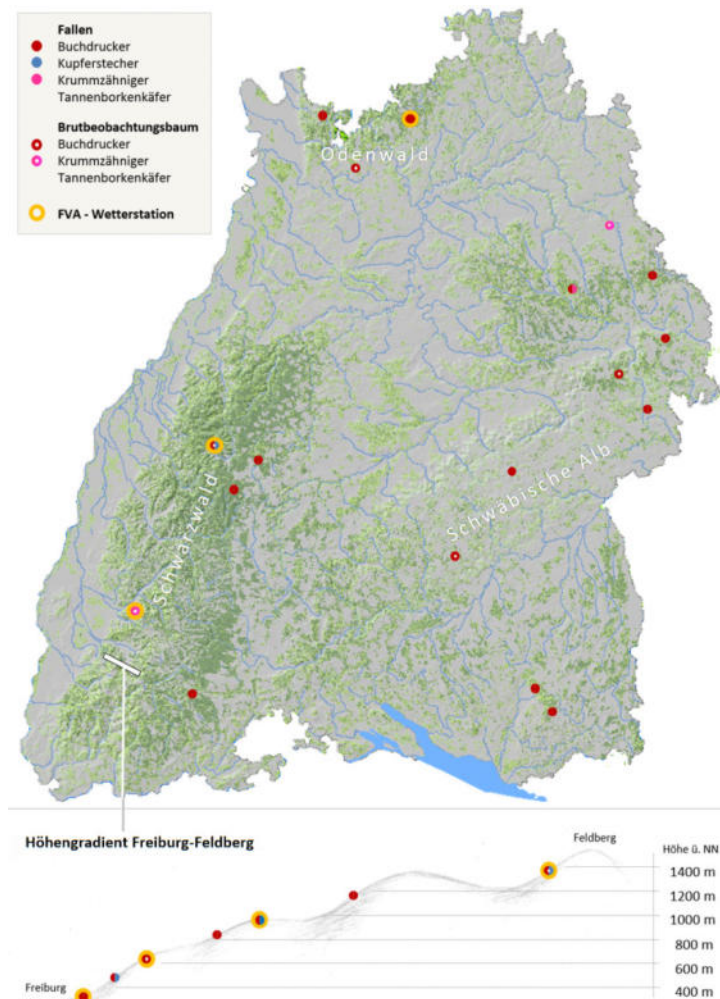 Fallen
Buchdrucker
Kupferstecher
Krummzähniger
Tannenborkenkäfer
Brutbeobachtungsbaum
Buchdrucker
Krummzähniger
Tannenborkenkäfer
FVA - Wetterstation
Odenwald
Schwäbische Alb
Schwarzwald
Höhengradient Freiburg-Feldberg
Feldberg
Höhe ü. NN
1400 m
1200 m
1000 m
800 m
600 m
Freiburg
400 m